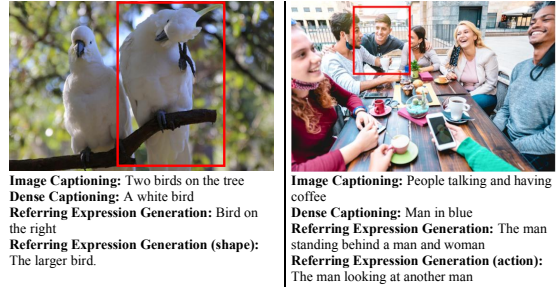 Image Captioning: Two birds on the tree
Dense Captioning: A white bird
Referring Expression Generation: Bird on
the right
Referring Expression Generation (shape):
The larger bird.
Image Captioning: People talking and having
coffee
Dense Captioning: Man in blue
Referring Expression Generation: The man
standing behind a man and woman
Referring Expression Generation (action):
The man looking at another man